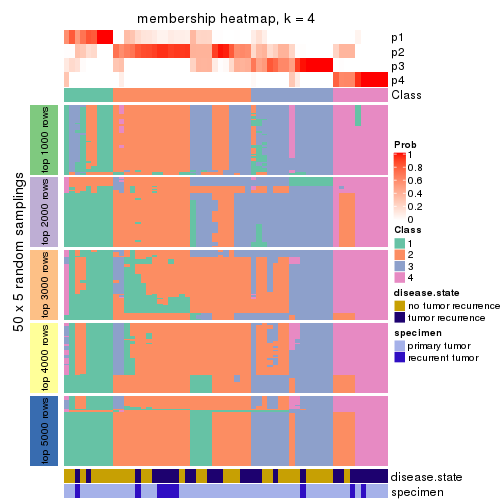 membership heatmap, k = 4
p1
p2
p3
p4
Class
50 x 5 random samplings
top 1000 rows
top 2000 rows
top 3000 rows
top 4000 rows
top 5000 rows
disease.state
specimen
Prob
1
0.8
0.6
0.4
0.2
0
Class
1
2
3
4
disease.state
no tumor recurrence
tumor recurrence
specimen
primary tumor
recurrent tumor